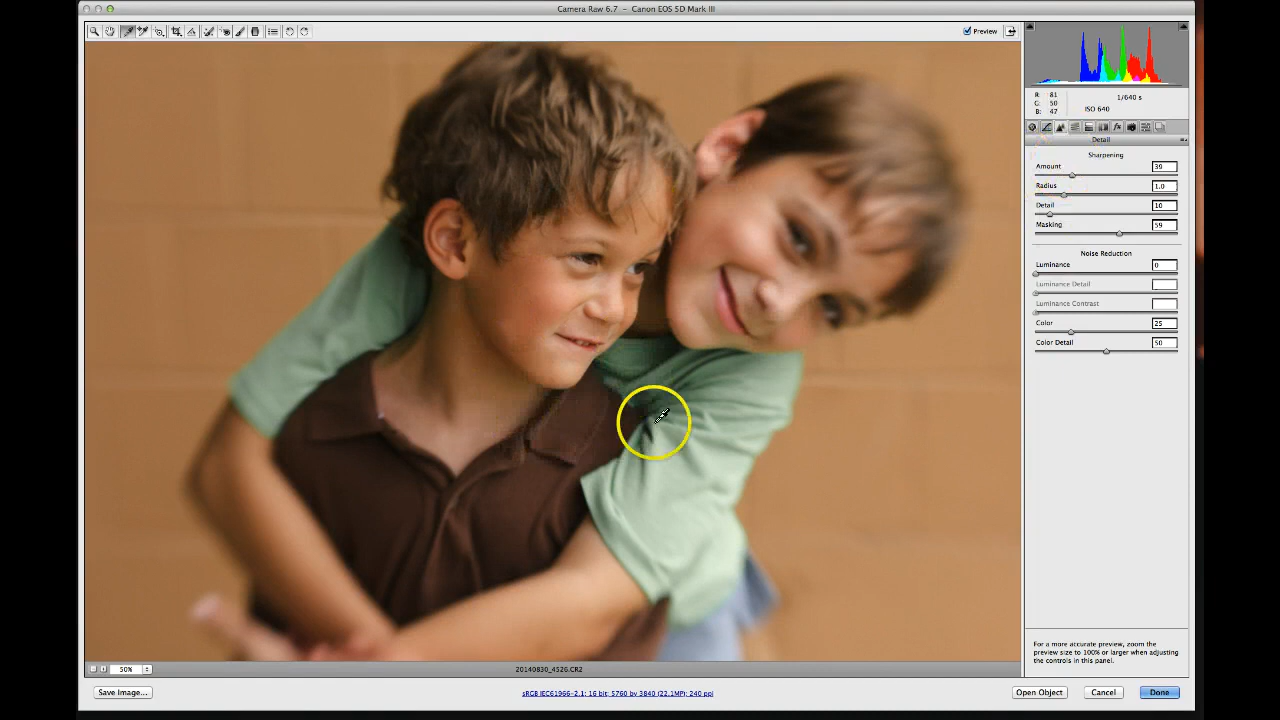 Camera Raw 6.7 – Canon EOS 5D Mark III
Preview
R: 81
G: 50
B: 47
1/640 s
ISO 640
Detail
Sharpening
Amount 39
Radius 1.0
Detail 10
Masking 59
Noise Reduction
Luminance 0
Luminance Detail
Luminance Contrast
Color 25
Color Detail 50
For a more accurate preview, zoom the
preview size to 100% or larger when adjusting
the controls in this panel.
50%
20140830_4526.CR2
Save Image...
sRGB IEC61966-2.1; 16 bit; 5760 by 3840 (22.1MP); 240 ppi
Open Object
Cancel
Done